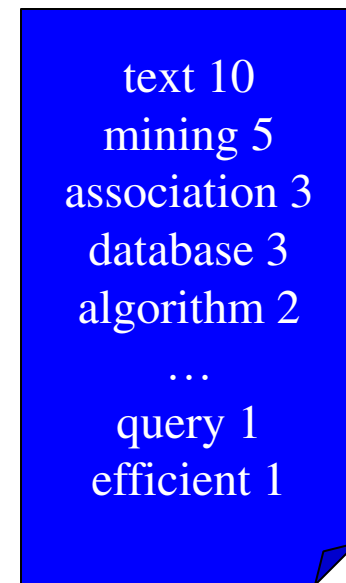 text 10
mining 5
association 3
database 3
algorithm 2
…
query 1
efficient 1